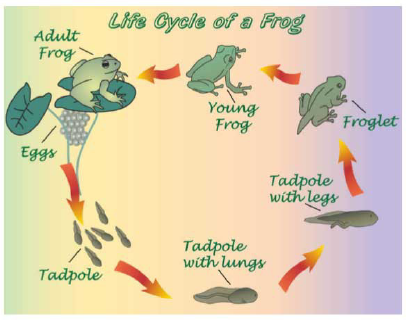 Life Cycle of a Frog
Adult
Frog
Young
Frog
Froglet
Eggs
Tadpole
with legs
Tadpole
with lungs
Tadpole